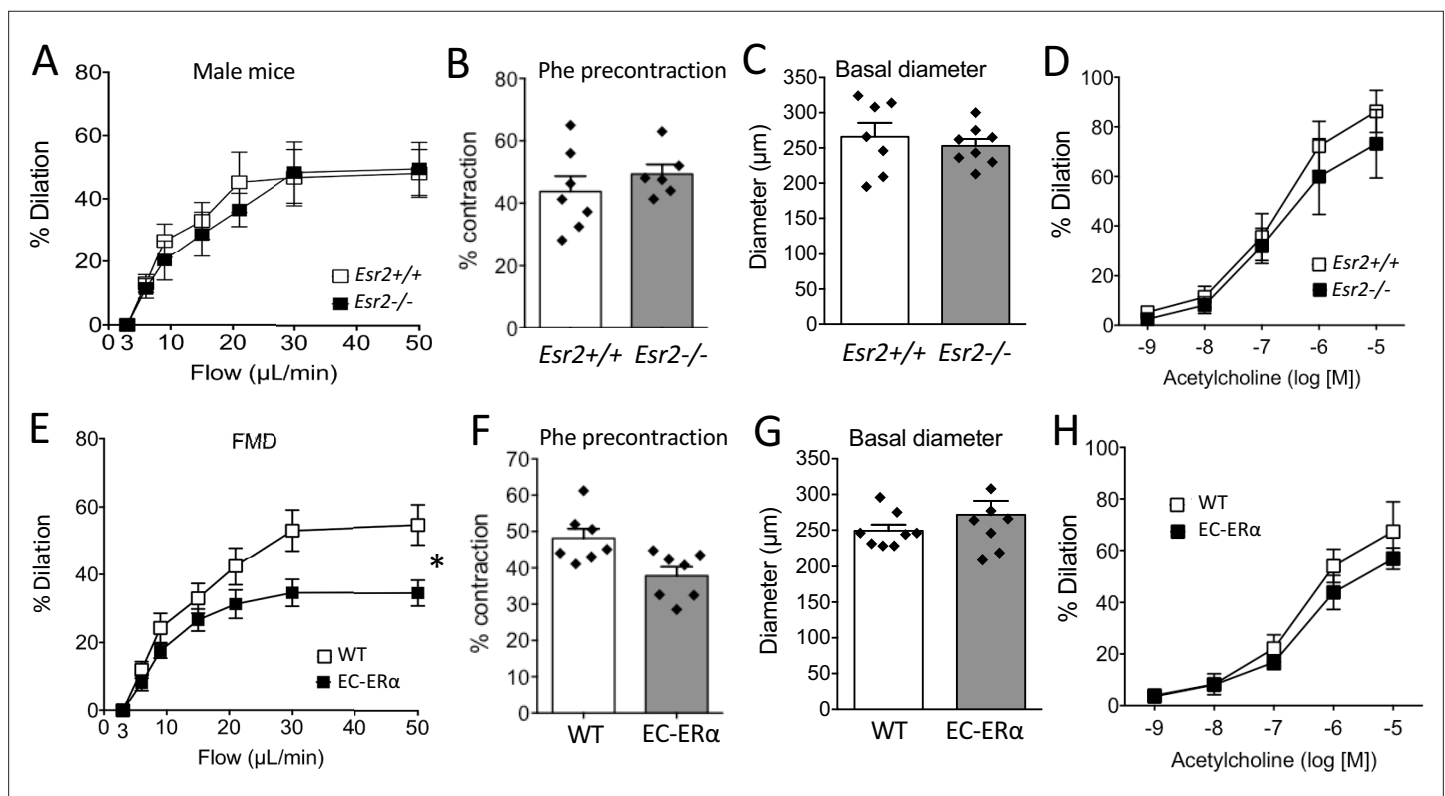 A
Male mice
80
60
40
20
0
% Dilation
Esr2+/+
Esr2-/-
0 3 10 20 30 40 50
Flow (µL/min)
B
Phe precontraction
80
60
40
20
0
% contraction
Esr2+/+ Esr2-/-
C
Basal diameter
350
300
250
200
150
100
50
0
Diameter (µm)
Esr2+/+ Esr2-/-
D
100
80
60
40
20
0
% Dilation
Esr2+/+
Esr2-/-
-9 -8 -7 -6 -5
Acetylcholine (log [M])
E
FMD
80
60
40
20
0
% Dilation
*
WT
EC-ERα
0 3 10 20 30 40 50
Flow (µL/min)
F
Phe precontraction
70
60
50
40
30
20
10
0
% contraction
WT EC-ERα
G
Basal diameter
350
300
250
200
150
100
50
0
Diameter (µm)
WT EC-ERα
H
100
80
60
40
20
0
% Dilation
WT
EC-ERα
-9 -8 -7 -6 -5
Acetylcholine (log [M])